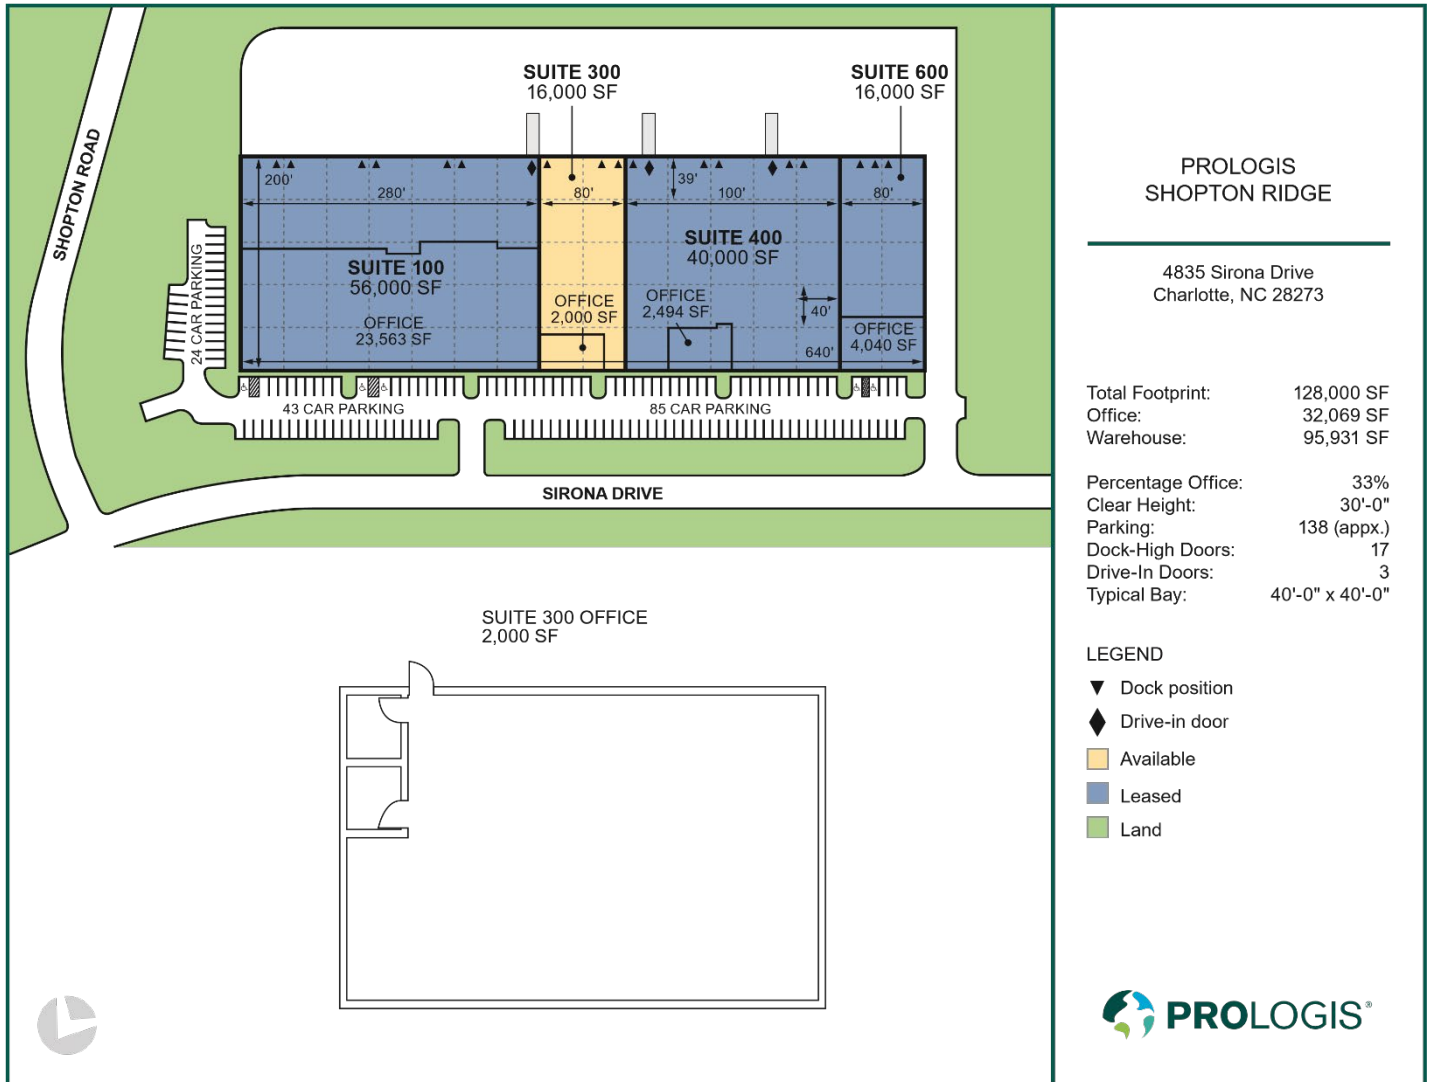 SUITE 300
16,000 SF
SUITE 600
16,000 SF
SHOPTON ROAD
200'
280'
80'
39'
100'
80'
SUITE 100
56,000 SF
SUITE 400
40,000 SF
OFFICE
23,563 SF
OFFICE
2,000 SF
OFFICE
2,494 SF
40'
OFFICE
4,040 SF
640'
24 CAR PARKING
43 CAR PARKING
85 CAR PARKING
SIRONA DRIVE
SUITE 300 OFFICE
2,000 SF
PROLOGIS
SHOPTON RIDGE
4835 Sirona Drive
Charlotte, NC 28273
Total Footprint: 128,000 SF
Office: 32,069 SF
Warehouse: 95,931 SF
Percentage Office: 33%
Clear Height: 30'-0"
Parking: 138 (appx.)
Dock-High Doors: 17
Drive-In Doors: 3
Typical Bay: 40'-0" x 40'-0"
LEGEND
Dock position
Drive-in door
Available
Leased
Land
PROLOGIS®